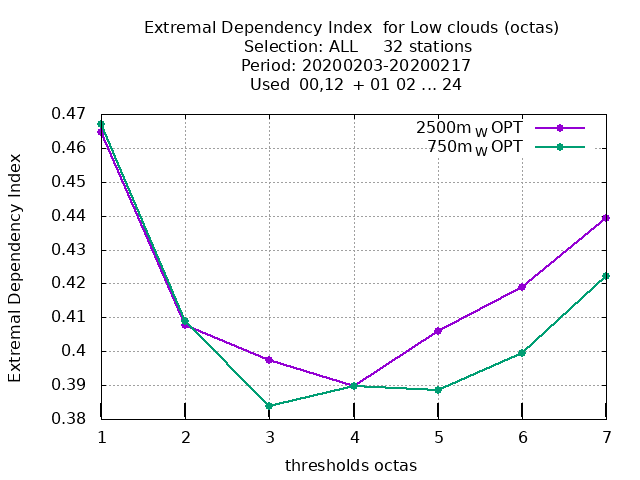 Extremal Dependency Index  for Low clouds (octas)
Selection: ALL     32 stations
Period: 20200203-20200217
Used  00,12  + 01 02 ... 24
2500m W OPT
750m W OPT
0.47
0.46
0.45
0.44
0.43
0.42
0.41
0.4
0.39
0.38
Extremal Dependency Index
1 2 3 4 5 6 7
thresholds octas